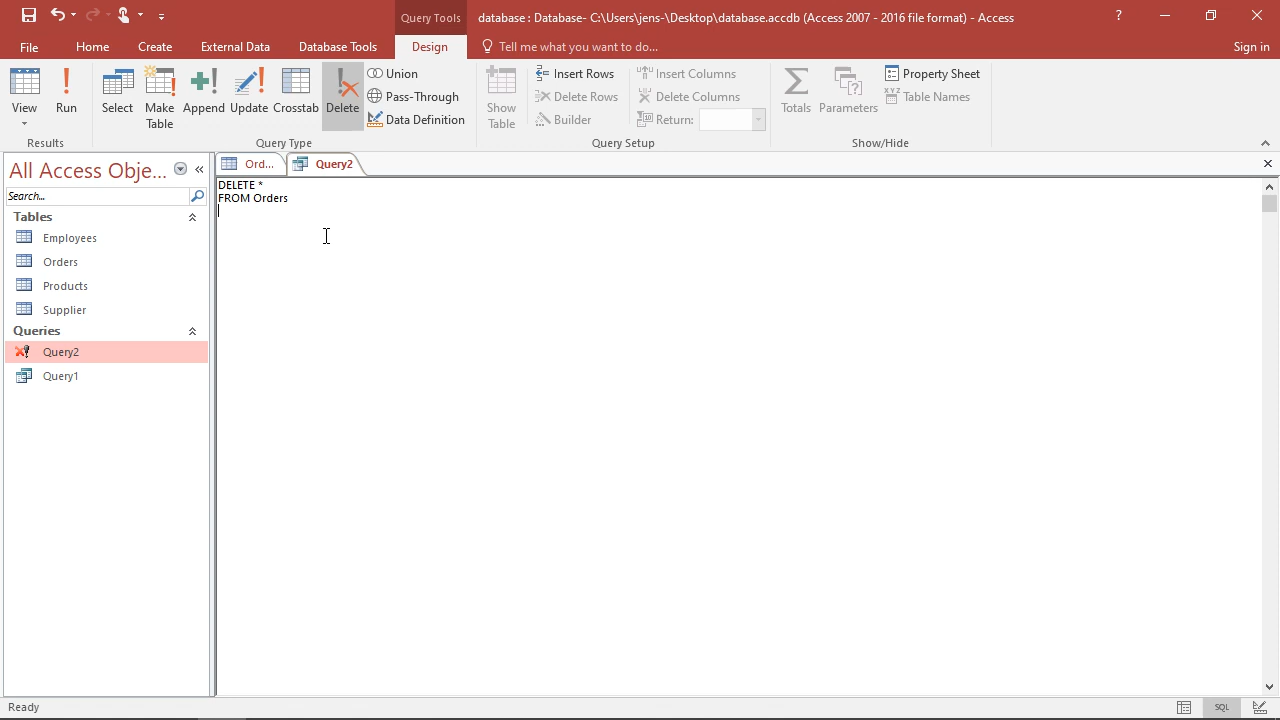 Query Tools
database : Database- C:\Users\jens-\Desktop\database.accdb (Access 2007 - 2016 file format) - Access
?
File
Home
Create
External Data
Database Tools
Design
Tell me what you want to do...
Sign in
View
Run
Select
Make
Table
Append
Update
Crosstab
Delete
Union
Pass-Through
Data Definition
Show
Table
Insert Rows
Delete Rows
Builder
Insert Columns
Delete Columns
Return:
Totals
Parameters
Property Sheet
Table Names
Results
Query Type
Query Setup
Show/Hide
All Access Obje...
Search...
Tables
Employees
Orders
Products
Supplier
Queries
Query2
Query1
Ord...
Query2
DELETE *
FROM Orders
Ready
SQL